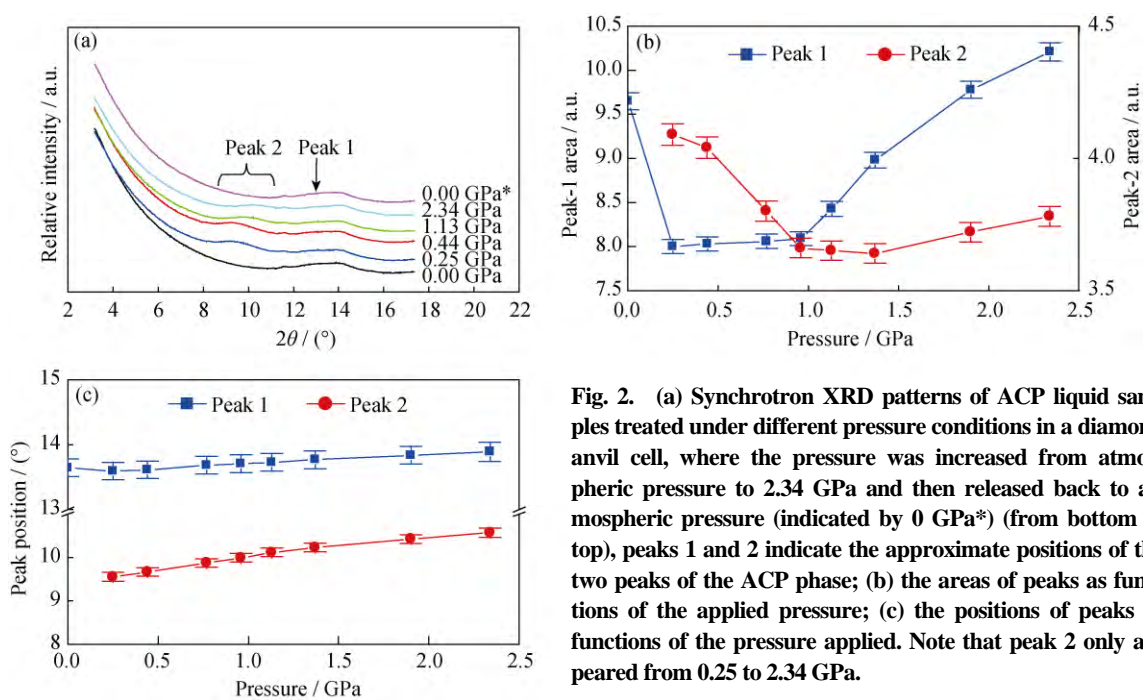 (a)
Relative intensity / a.u.
Peak 2
Peak 1
0.00 GPa*
2.34 GPa
1.13 GPa
0.44 GPa
0.25 GPa
0.00 GPa
2 4 6 8 10 12 14 16 18 20 22
2θ / (°)
(b)
Peak 1
Peak 2
Peak-1 area / a.u.
10.5
10.0
9.5
9.0
8.5
8.0
7.5
Peak-2 area / a.u.
4.5
4.0
3.5
0.0 0.5 1.0 1.5 2.0 2.5
Pressure / GPa
(c)
Peak 1
Peak 2
Peak position / (°)
15
14
13
10
9
8
0.0 0.5 1.0 1.5 2.0 2.5
Pressure / GPa
Fig. 2. (a) Synchrotron XRD patterns of ACP liquid sam
ples treated under different pressure conditions in a diamon
anvil cell, where the pressure was increased from atmo
pheric pressure to 2.34 GPa and then released back to a
mospheric pressure (indicated by 0 GPa*) (from bottom
top), peaks 1 and 2 indicate the approximate positions of th
two peaks of the ACP phase; (b) the areas of peaks as fun
tions of the applied pressure; (c) the positions of peaks
functions of the pressure applied. Note that peak 2 only a
peared from 0.25 to 2.34 GPa.